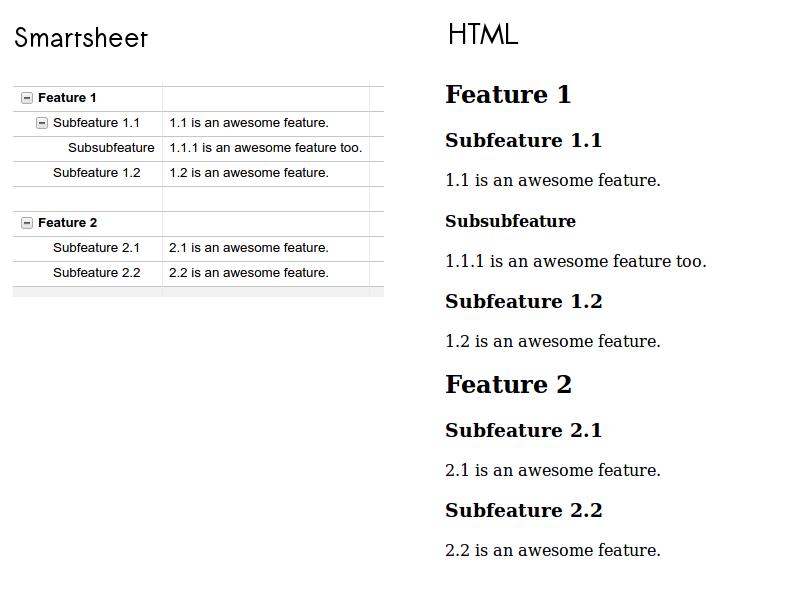 Smartsheet
Feature 1
Subfeature 1.1 1.1 is an awesome feature.
Subsubfeature 1.1.1 is an awesome feature too.
Subfeature 1.2 1.2 is an awesome feature.
Feature 2
Subfeature 2.1 2.1 is an awesome feature.
Subfeature 2.2 2.2 is an awesome feature.
HTML
Feature 1
Subfeature 1.1
1.1 is an awesome feature.
Subsubfeature
1.1.1 is an awesome feature too.
Subfeature 1.2
1.2 is an awesome feature.
Feature 2
Subfeature 2.1
2.1 is an awesome feature.
Subfeature 2.2
2.2 is an awesome feature.